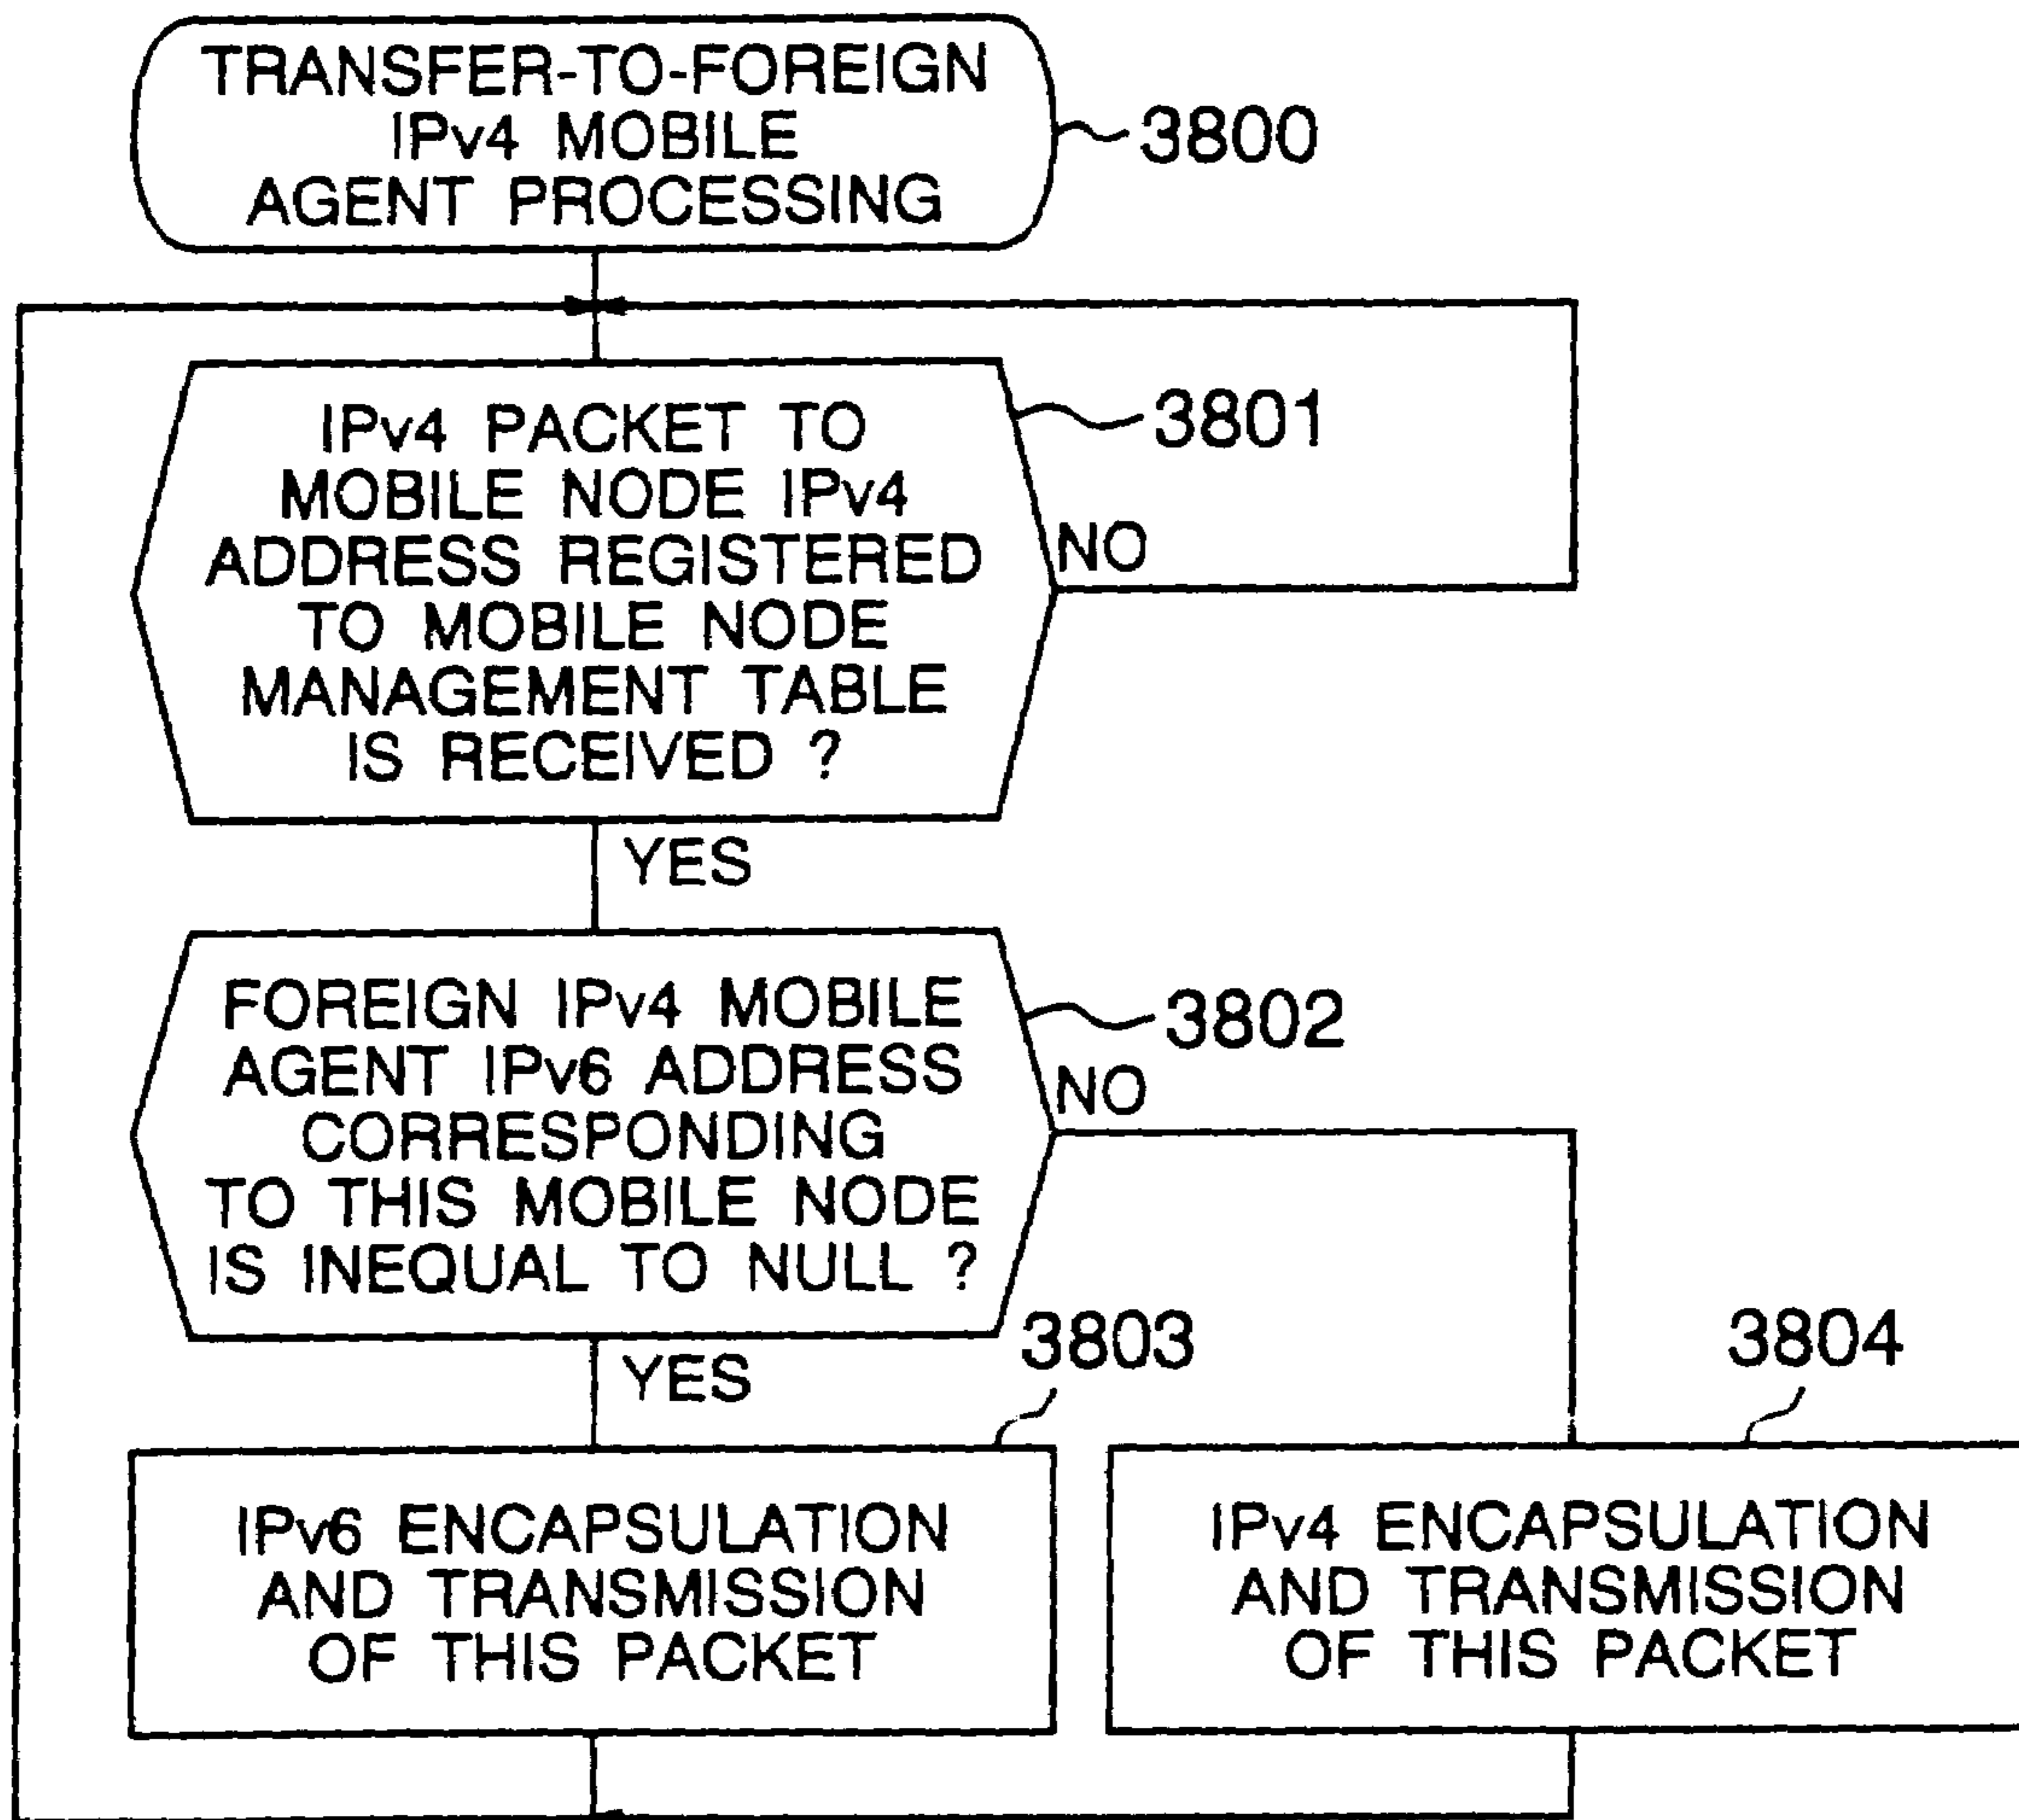 TRANSFER-TO-FOREIGN
IPv4 MOBILE
AGENT PROCESSING
3800
IPv4 PACKET TO
MOBILE NODE IPv4
ADDRESS REGISTERED
TO MOBILE NODE
MANAGEMENT TABLE
IS RECEIVED ?
3801
NO
YES
FOREIGN IPv4 MOBILE
AGENT IPv6 ADDRESS
CORRESPONDING
TO THIS MOBILE NODE
IS INEQUAL TO NULL ?
3802
NO
YES
3803
IPv6 ENCAPSULATION
AND TRANSMISSION
OF THIS PACKET
3804
IPv4 ENCAPSULATION
AND TRANSMISSION
OF THIS PACKET